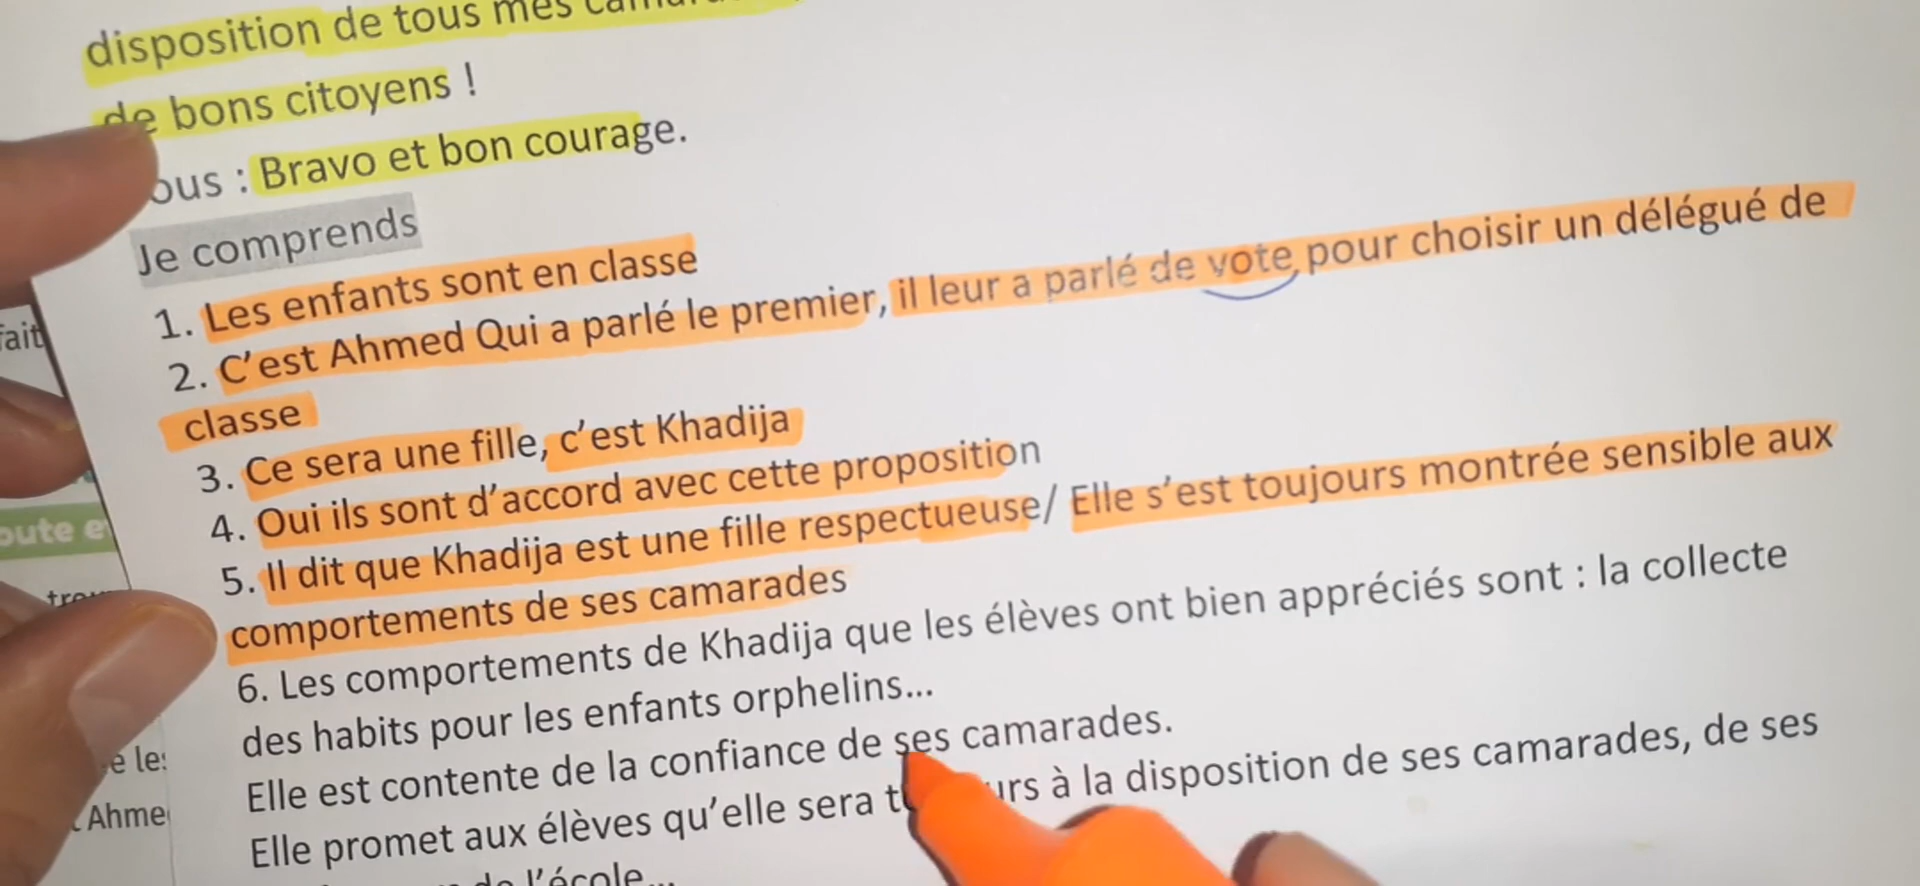 disposition de tous mes
de bons citoyens !
ous : Bravo et bon courage.
Je comprends
1. Les enfants sont en classe
2. C'est Ahmed Qui a parlé le premier, il leur a parlé de vote pour choisir un délégué de
classe
3. Ce sera une fille, c'est Khadija
4. Oui ils sont d'accord avec cette proposition
5. Il dit que Khadija est une fille respectueuse/ Elle s'est toujours montrée sensible aux
comportements de ses camarades
6. Les comportements de Khadija que les élèves ont bien appréciés sont : la collecte
des habits pour les enfants orphelins...
Elle est contente de la confiance de ses camarades.
Elle promet aux élèves qu'elle sera urs à la disposition de ses camarades, de ses
de l'école...
fait
oute e
e les
Ahme